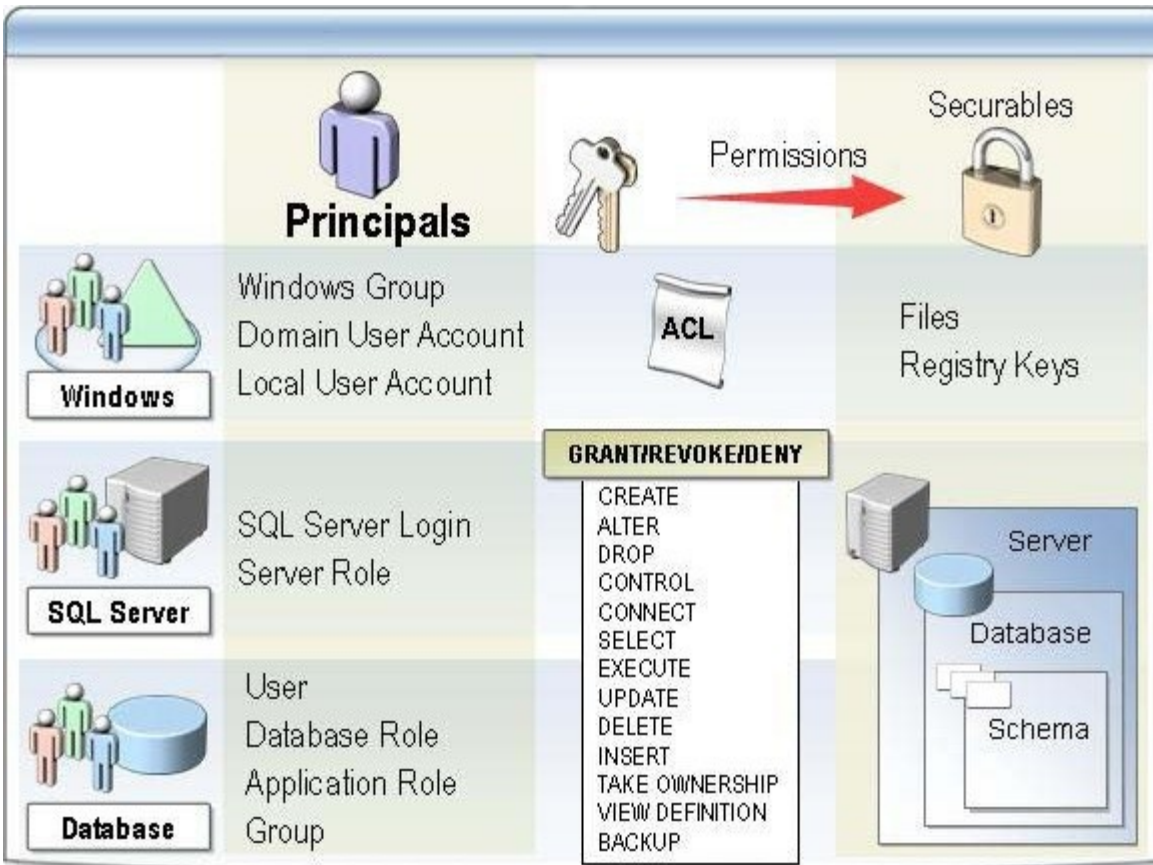 Principals
Permissions
Securables
Windows
Windows Group
Domain User Account
Local User Account
ACL
Files
Registry Keys
SQL Server
SQL Server Login
Server Role
GRANT/REVOKE/DENY
CREATE
ALTER
DROP
CONTROL
CONNECT
SELECT
EXECUTE
UPDATE
DELETE
INSERT
TAKE OWNERSHIP
VIEW DEFINITION
BACKUP
Server
Database
Schema
Database
User
Database Role
Application Role
Group